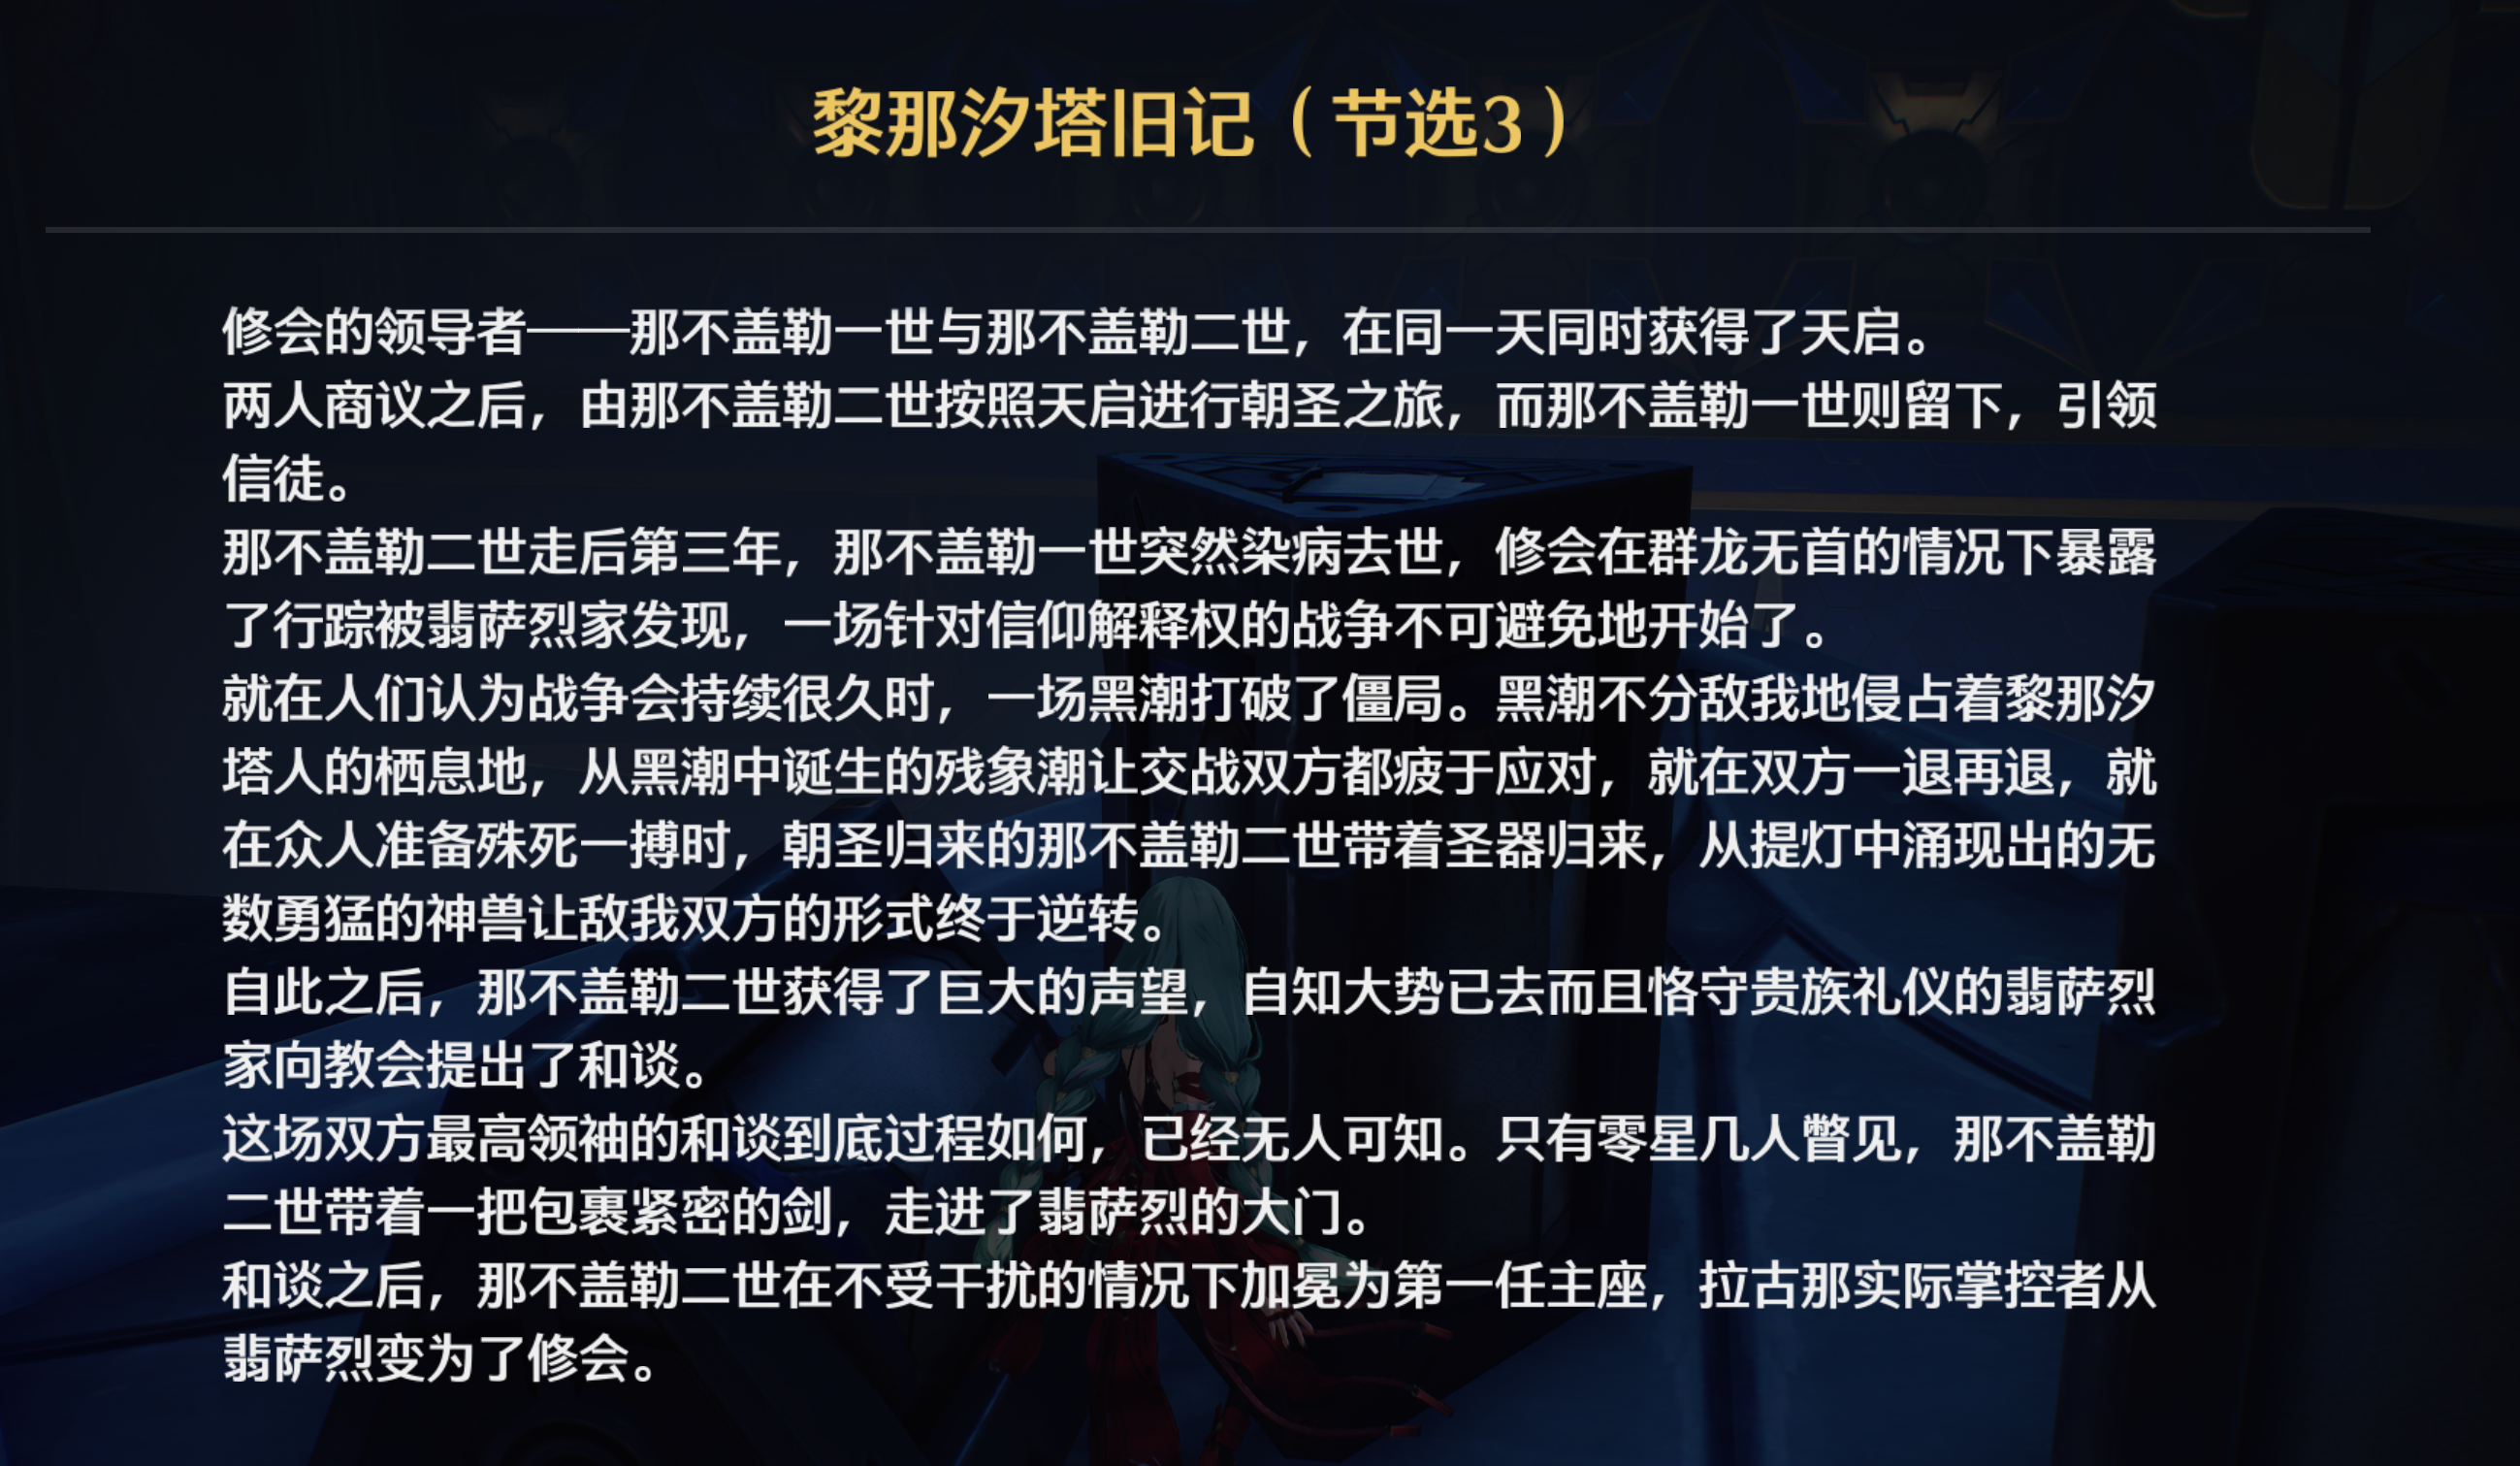 黎那汐塔旧记（节选3）
修会的领导者——那不盖勒一世与那不盖勒二世，在同一天同时获得了天启。
两人商议之后，由那不盖勒二世按照天启进行朝圣之旅，而那不盖勒一世则留下，引领
信徒。
那不盖勒二世走后第三年，那不盖勒一世突然染病去世，修会在群龙无首的情况下暴露
了行踪被翡萨烈家发现，一场针对信仰解释权的战争不可避免地开始了。
就在人们认为战争会持续很久时，一场黑潮打破了僵局。黑潮不分敌我地侵占着黎那汐
塔人的栖息地，从黑潮中诞生的残象潮让交战双方都疲于应对，就在双方一退再退，就
在众人准备殊死一搏时，朝圣归来的那不盖勒二世带着圣器归来，从提灯中涌现出的无
数勇猛的神兽让敌我双方的形式终于逆转。
自此之后，那不盖勒二世获得了巨大的声望，自知大势已去而且恪守贵族礼仪的翡萨烈
家向教会提出了和谈。
这场双方最高领袖的和谈到底过程如何，已经无人可知。只有零星几人瞥见，那不盖勒
二世带着一把包裹紧密的剑，走进了翡萨烈的大门。
和谈之后，那不盖勒二世在不受干扰的情况下加冕为第一任主座，拉古那实际掌控者从
翡萨烈变为了修会。